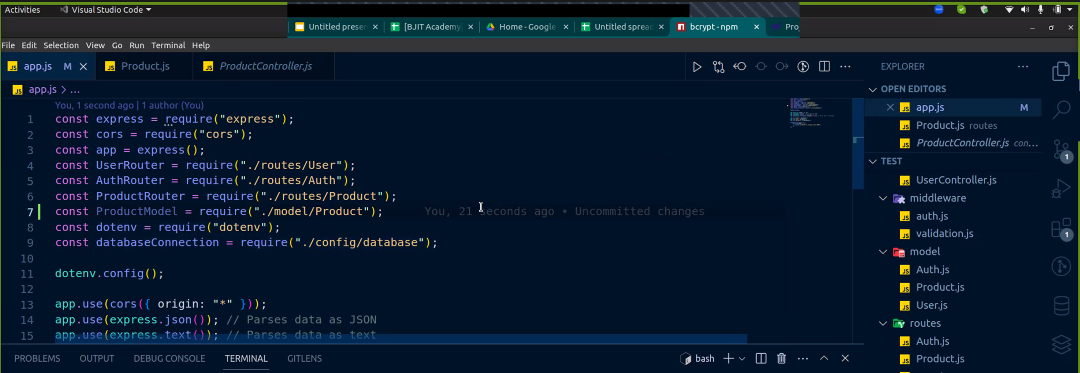 Activities
Visual Studio Code
Untitled prese
[BJIT Academy
Home - Google
Untitled sprea
bcrypt - npm
Pro
File Edit Selection View Go Run Terminal Help
app.js M
Product.js
ProductController.js
app.js > ...
You, 1 second ago | 1 author (You)
1 const express = require("express");
2 const cors = require("cors");
3 const app = express();
4 const UserRouter = require("./routes/User");
5 const AuthRouter = require("./routes/Auth");
6 const ProductRouter = require("./routes/Product");
7 const ProductModel = require("./model/Product"); You, 21 seconds ago • Uncommitted changes
8 const dotenv = require("dotenv");
9 const databaseConnection = require("./config/database");
10
11 dotenv.config();
12
13 app.use(cors({ origin: "*" }));
14 app.use(express.json()); // Parses data as JSON
15 app.use(express.text()); // Parses data as text
PROBLEMS OUTPUT DEBUG CONSOLE TERMINAL GITLENS
bash
EXPLORER
OPEN EDITORS
app.js M
Product.js routes
ProductController.js con...
TEST
UserController.js
middleware
auth.js
validation.js
model
Auth.js
Product.js
User.js
routes
Auth.js
Product.js
1
1